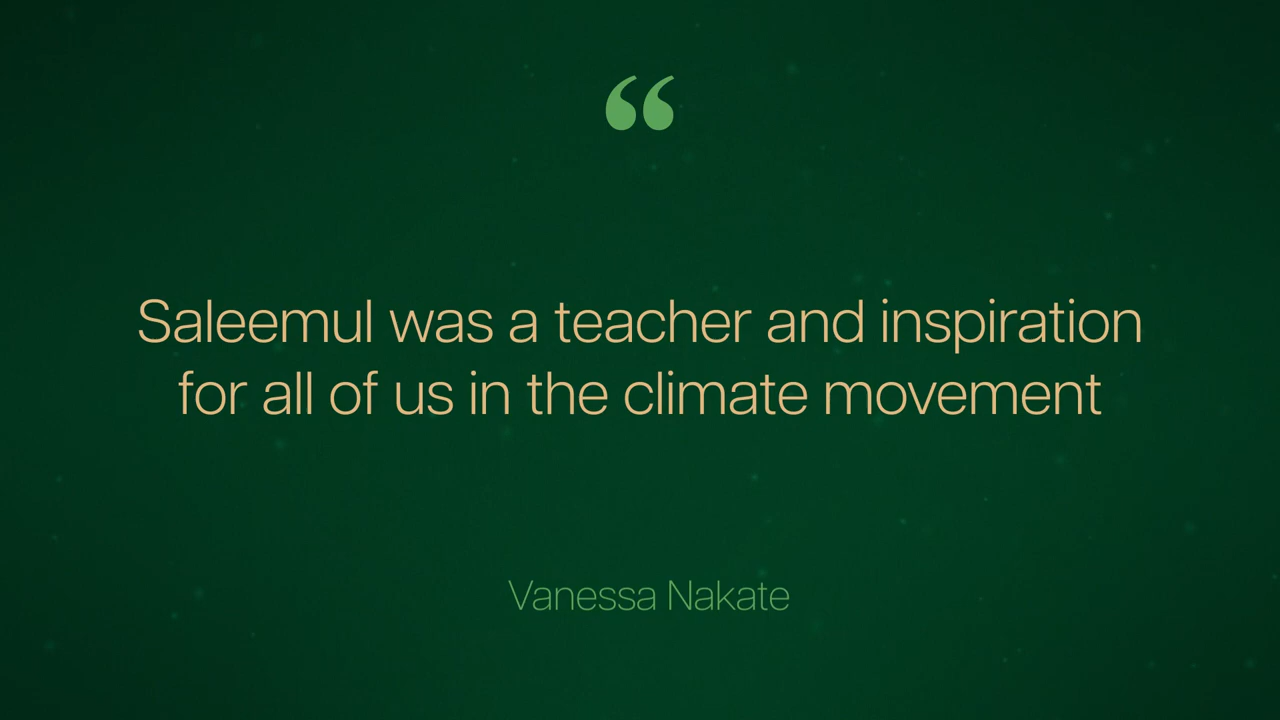 “
Saleemul was a teacher and inspiration
for all of us in the climate movement
Vanessa Nakate